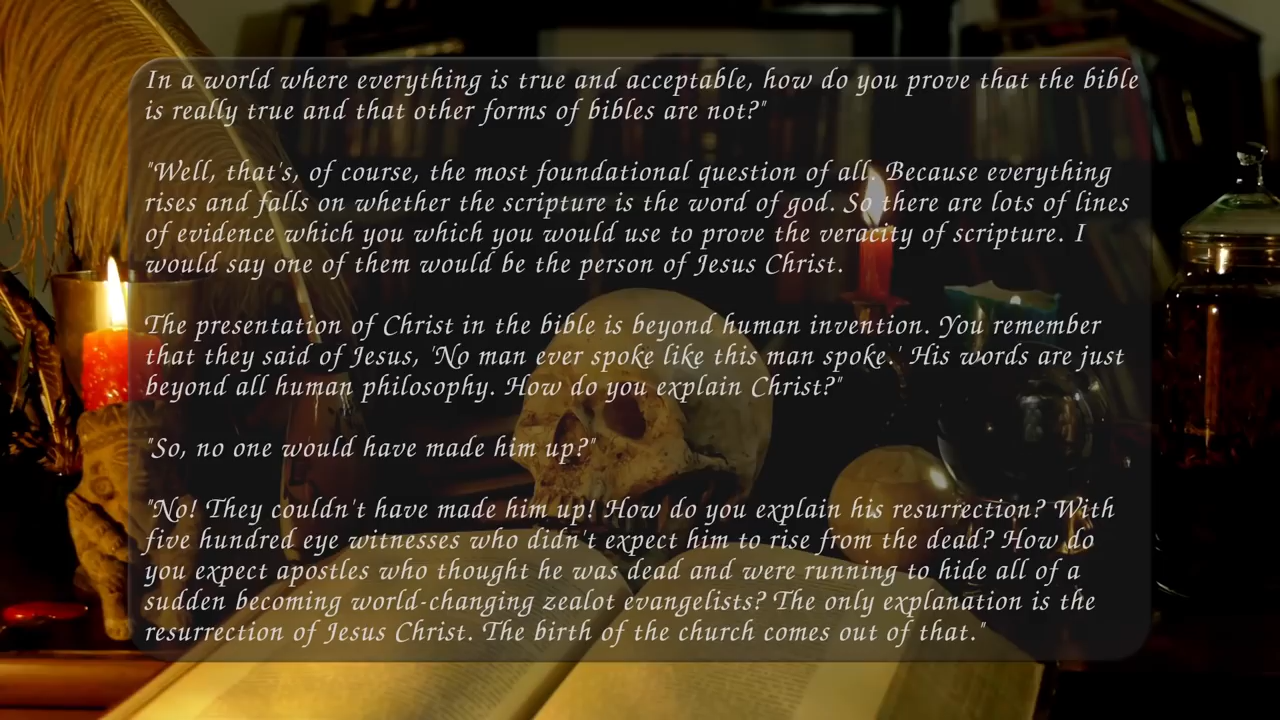 In a world where everything is true and acceptable, how do you prove that the bible
is really true and that other forms of bibles are not?"
"Well, that's, of course, the most foundational question of all. Because everything
rises and falls on whether the scripture is the word of god. So there are lots of lines
of evidence which you which you would use to prove the veracity of scripture. I
would say one of them would be the person of Jesus Christ.
The presentation of Christ in the bible is beyond human invention. You remember
that they said of Jesus, 'No man ever spoke like this man spoke.' His words are just
beyond all human philosophy. How do you explain Christ?"
"So, no one would have made him up?"
"No! They couldn't have made him up! How do you explain his resurrection? With
five hundred eye witnesses who didn't expect him to rise from the dead? How do
you expect apostles who thought he was dead and were running to hide all of a
sudden becoming world-changing zealot evangelists? The only explanation is the
resurrection of Jesus Christ. The birth of the church comes out of that."